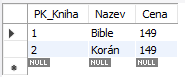 PK_Kniha Nazev Cena
1 Bible 149
2 Korán 149
NULL NULL NULL